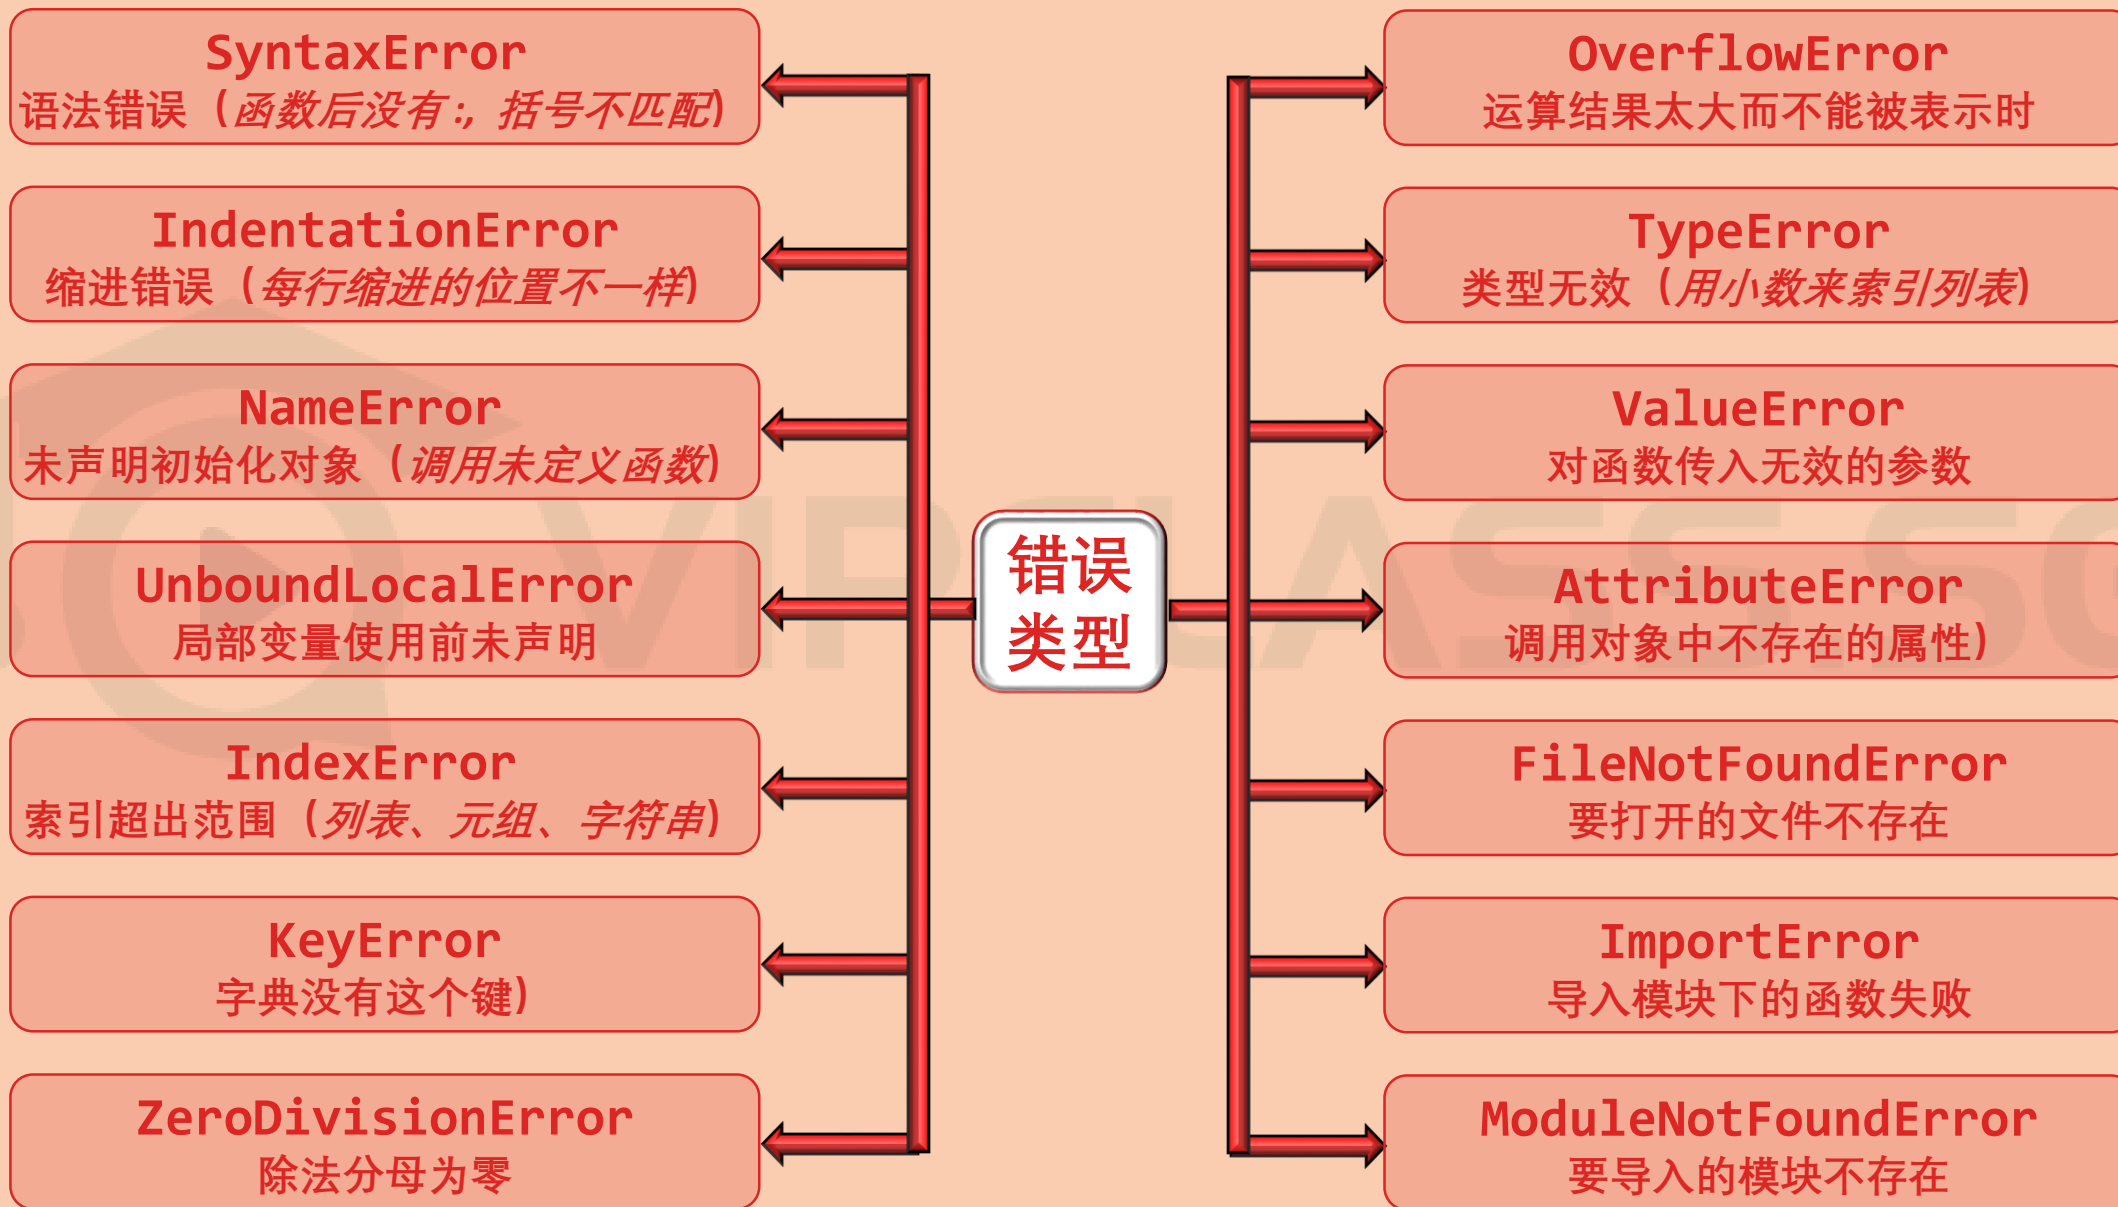 SyntaxError
语法错误（函数后没有:，括号不匹配)
IndentationError
缩进错误（每行缩进的位置不一样)
NameError
未声明初始化对象（调用未定义函数)
UnboundLocalError
局部变量使用前未声明
IndexError
索引超出范围（列表、元组、字符串)
KeyError
字典没有这个键)
ZeroDivisionError
除法分母为零
错误
类型
OverflowError
运算结果太大而不能被表示时
TypeError
类型无效（用小数来索引列表)
ValueError
对函数传入无效的参数
AttributeError
调用对象中不存在的属性)
FileNotFoundError
要打开的文件不存在
ImportError
导入模块下的函数失败
ModuleNotFoundError
要导入的模块不存在
VIPCLASS.SG